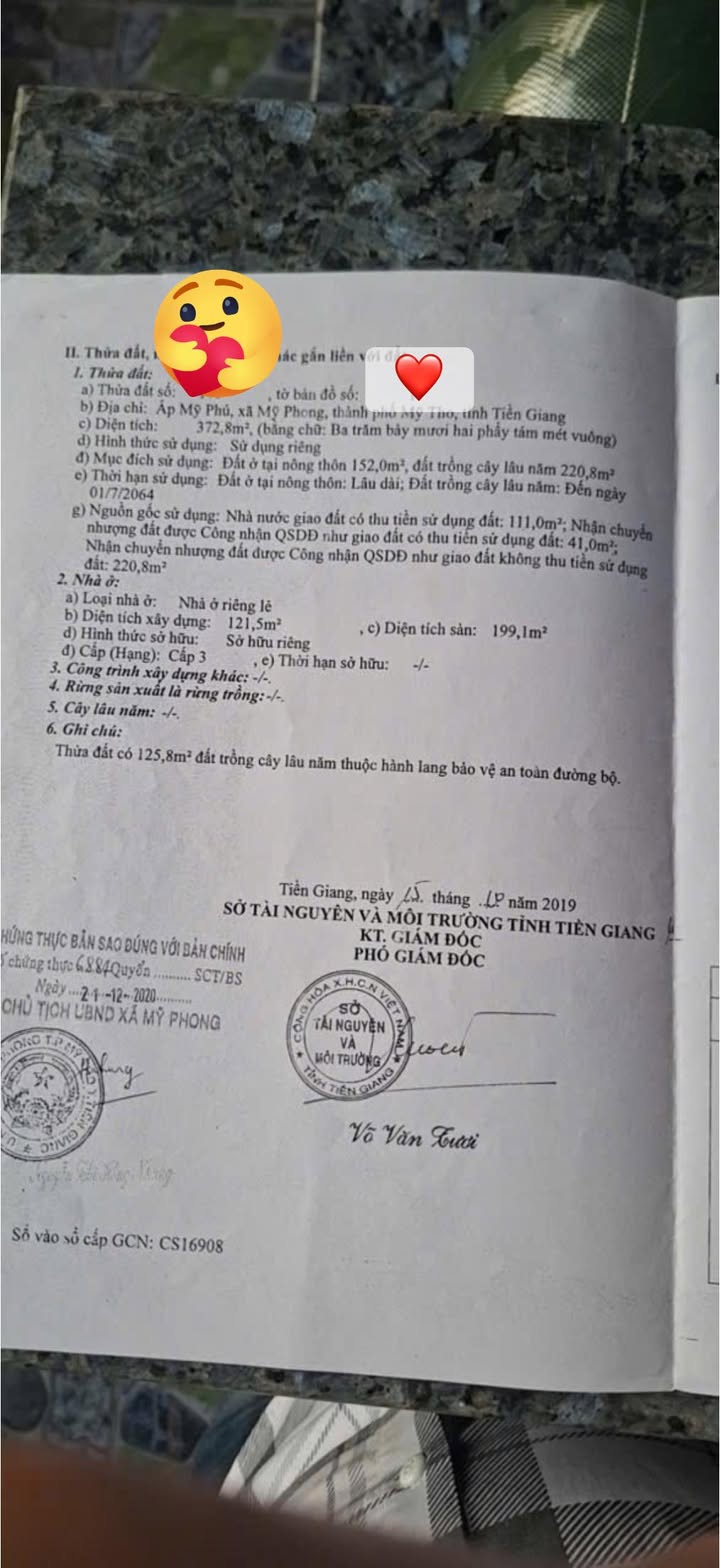 II. Thửa đất, ác gắn liền với đ
1. Thửa đất:
a) Thửa đất số: , tờ bản đồ số:
b) Địa chỉ: Ấp Mỹ Phú, xã Mỹ Phong, thành phố Mỹ Tho, tỉnh Tiền Giang
c) Diện tích: 372,8m², (bằng chữ: Ba trăm bảy mươi hai phẩy tám mét vuông)
d) Hình thức sử dụng: Sử dụng riêng
đ) Mục đích sử dụng: Đất ở tại nông thôn 152,0m², đất trồng cây lâu năm 220,8m²
e) Thời hạn sử dụng: Đất ở tại nông thôn: Lâu dài; Đất trồng cây lâu năm: Đến ngày
01/7/2064
g) Nguồn gốc sử dụng: Nhà nước giao đất có thu tiền sử dụng đất: 111,0m²; Nhận chuyển
nhượng đất được Công nhận QSDĐ như giao đất có thu tiền sử dụng đất: 41,0m²;
Nhận chuyển nhượng đất được Công nhận QSDĐ như giao đất không thu tiền sử dụng
đất: 220,8m²
2. Nhà ở:
a) Loại nhà ở: Nhà ở riêng lẻ
b) Diện tích xây dựng: 121,5m² , c) Diện tích sàn: 199,1m²
d) Hình thức sở hữu: Sở hữu riêng
đ) Cấp (Hạng): Cấp 3 , e) Thời hạn sở hữu: -/-
3. Công trình xây dựng khác: -/-.
4. Rừng sản xuất là rừng trồng: -/-.
5. Cây lâu năm: -/-.
6. Ghi chú:
Thửa đất có 125,8m² đất trồng cây lâu năm thuộc hành lang bảo vệ an toàn đường bộ.
Tiền Giang, ngày tháng năm 2019
SỞ TÀI NGUYÊN VÀ MÔI TRƯỜNG TỈNH TIỀN GIANG
KT. GIÁM ĐỐC
PHÓ GIÁM ĐỐC
CỘNG HÒA X.H.C.N VIỆT NAM
SỞ
TÀI NGUYÊN
VÀ
MÔI TRƯỜNG
TỈNH TIỀN GIANG
Võ Văn Tươi
HỨNG THỰC BẢN SAO ĐÚNG VỚI BẢN CHÍNH
ố chứng thực 6884 Quyển .......... SCT/BS
Ngày ....21 -12- 2020..........
CHỦ TỊCH UBND XÃ MỸ PHONG
Số vào sổ cấp GCN: CS16908